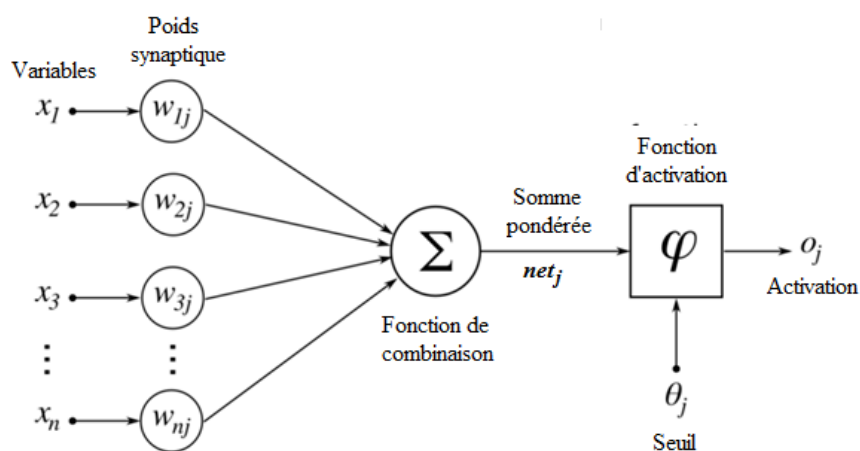 Poids
synaptique
Variables
x1
w1j
x2
w2j
x3
w3j
xn
wnj
Σ
Fonction de
combinaison
Somme
pondérée
netj
Fonction
d'activation
φ
oj
Activation
θj
Seuil